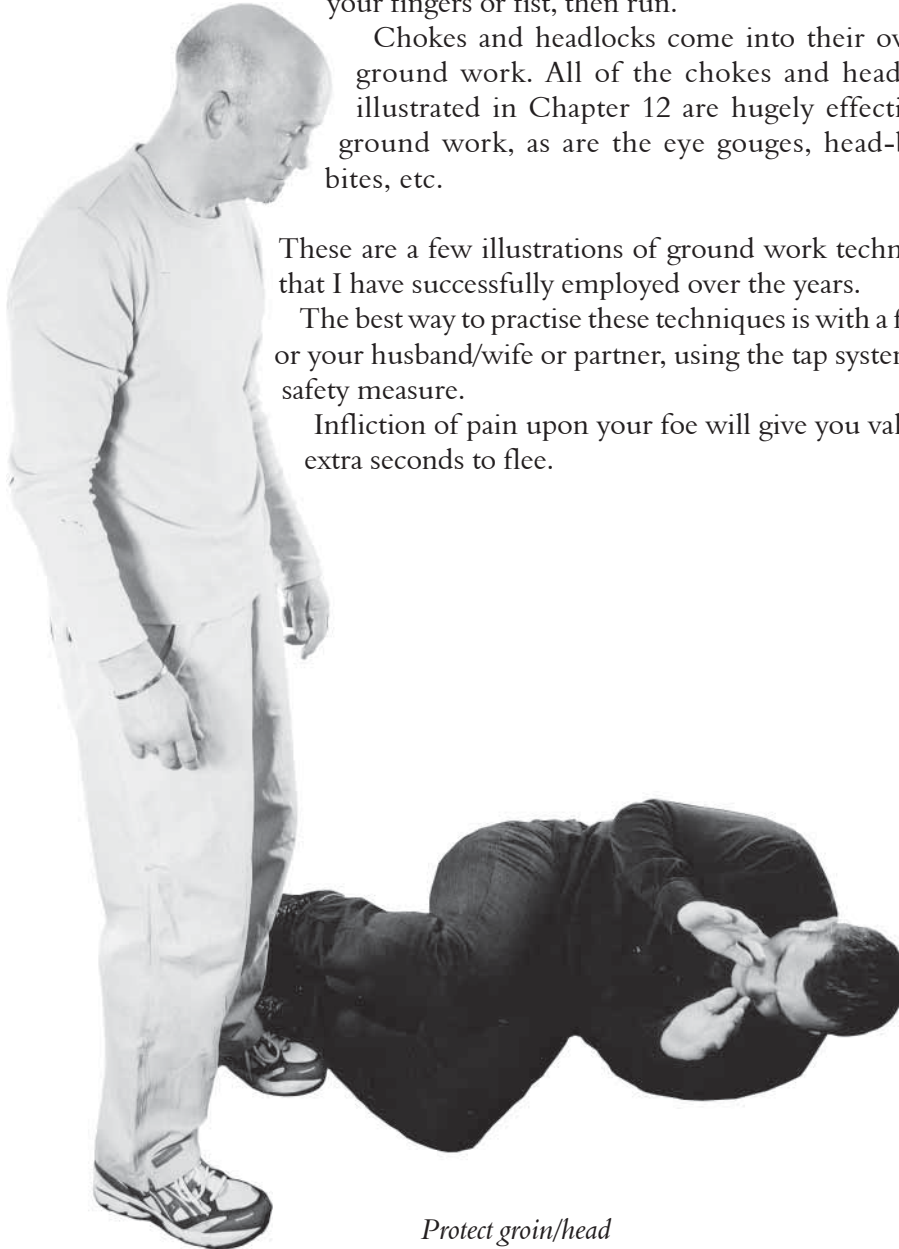 your fingers or fist, then run.
Chokes and headlocks come into their
ground work. All of the chokes and
illustrated in Chapter 12 are hugely
ground work, as are the eye gouges,
bites, etc.
These are a few illustrations of ground work
that I have successfully employed over the years.
The best way to practise these techniques is with a
or your husband/wife or partner, using the tap
safety measure.
Infliction of pain upon your foe will give you
extra seconds to flee.
Protect groin/head